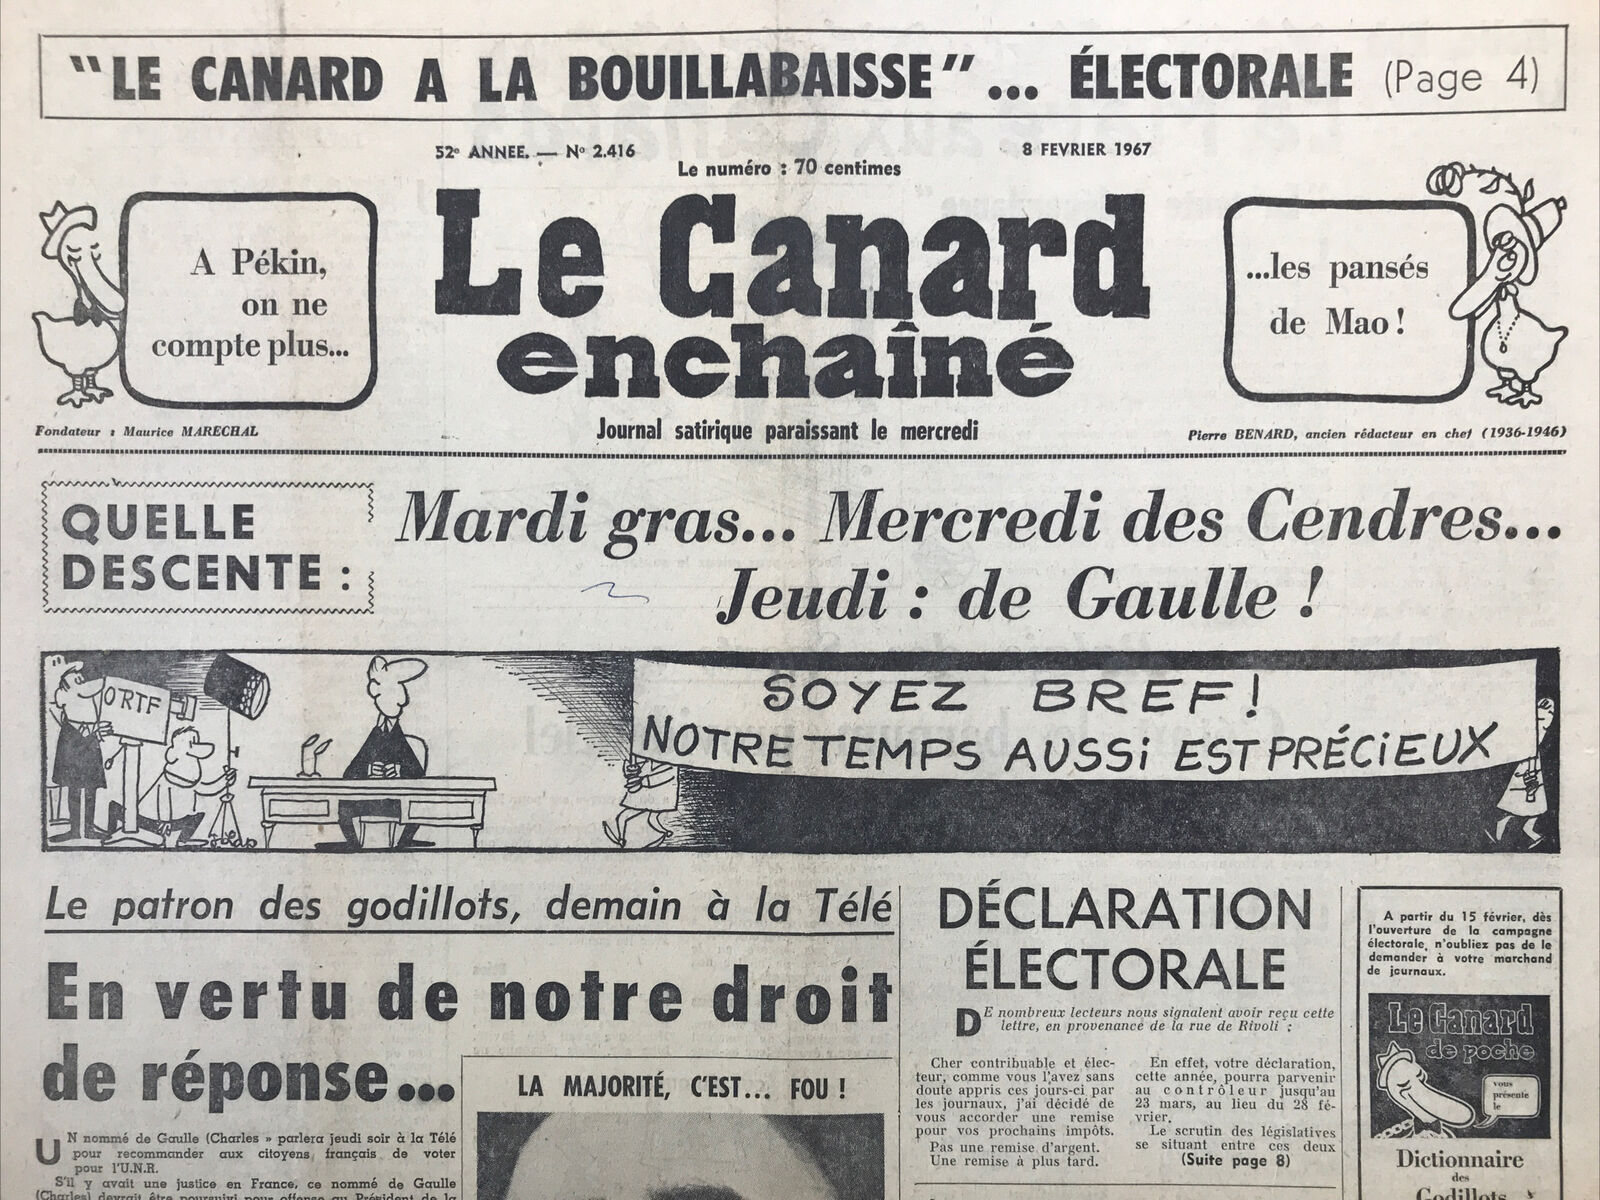 "LE CANARD A LA BOUILLABAISSE"... ÉLECTORALE (Page 4)
52e ANNEE. — No 2.416
8 FEVRIER 1967
Le numéro : 70 centimes
A Pékin,
on ne
compte plus...
Le Canard
enchaîné
...les pansés
de Mao !
Fondateur : Maurice MARECHAL
Journal satirique paraissant le mercredi
Pierre BENARD, ancien rédacteur en chef (1936-1946)
QUELLE
DESCENTE :
Mardi gras... Mercredi des Cendres...
Jeudi : de Gaulle !
ORTF
SOYEZ BREF !
NOTRE TEMPS AUSSI EST PRÉCIEUX
Le patron des godillots, demain à la Télé
En vertu de notre droit
de réponse...
UN nommé de Gaulle (Charles » parlera jeudi soir à la Télé
pour recommander aux citoyens français de voter
pour l'U.N.R.
S'il y avait une justice en France, ce nommé de Gaulle
(Charles) devrait être poursuivi pour offense au Président de la
LA MAJORITÉ, C'EST... FOU !
DÉCLARATION
ÉLECTORALE
DE nombreux lecteurs nous signalent avoir reçu cette
lettre, en provenance de la rue de Rivoli :
Cher contribuable et élec-
teur, comme vous l'avez sans
doute appris ces jours-ci par
les journaux, j'ai décidé de
vous accorder une remise
pour vos prochains impôts.
Pas une remise d'argent.
Une remise à plus tard.
En effet, votre déclaration,
cette année, pourra parvenir
au contrôleur jusqu'au
23 mars, au lieu du 28 fé-
vrier.
Le scrutin des législatives
se situant entre ces deux
(Suite page 8)
A partir du 15 février, dès
l'ouverture de la campagne
électorale, n'oubliez pas de le
demander à votre marchand
de journaux.
Le Canard
de poche
vous
présente
le
Dictionnaire
des
Godillots